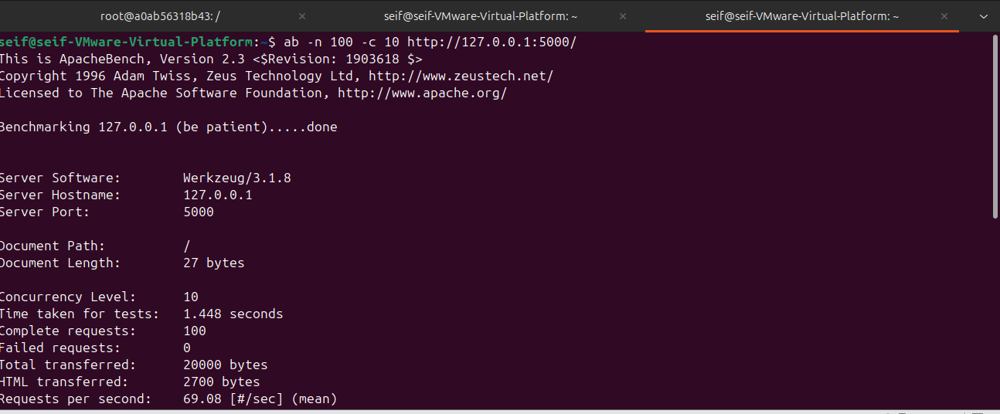 root@a0ab56318b43: /
seif@seif-VMware-Virtual-Platform: ~
seif@seif-VMware-Virtual-Platform: ~
seif@seif-VMware-Virtual-Platform:~$ ab -n 100 -c 10 http://127.0.0.1:5000/
This is ApacheBench, Version 2.3 <$Revision: 1903618 $>
Copyright 1996 Adam Twiss, Zeus Technology Ltd, http://www.zeustech.net/
Licensed to The Apache Software Foundation, http://www.apache.org/
Benchmarking 127.0.0.1 (be patient).....done
Server Software:        Werkzeug/3.1.8
Server Hostname:        127.0.0.1
Server Port:            5000
Document Path:          /
Document Length:        27 bytes
Concurrency Level:      10
Time taken for tests:   1.448 seconds
Complete requests:      100
Failed requests:        0
Total transferred:      20000 bytes
HTML transferred:       2700 bytes
Requests per second:    69.08 [#/sec] (mean)